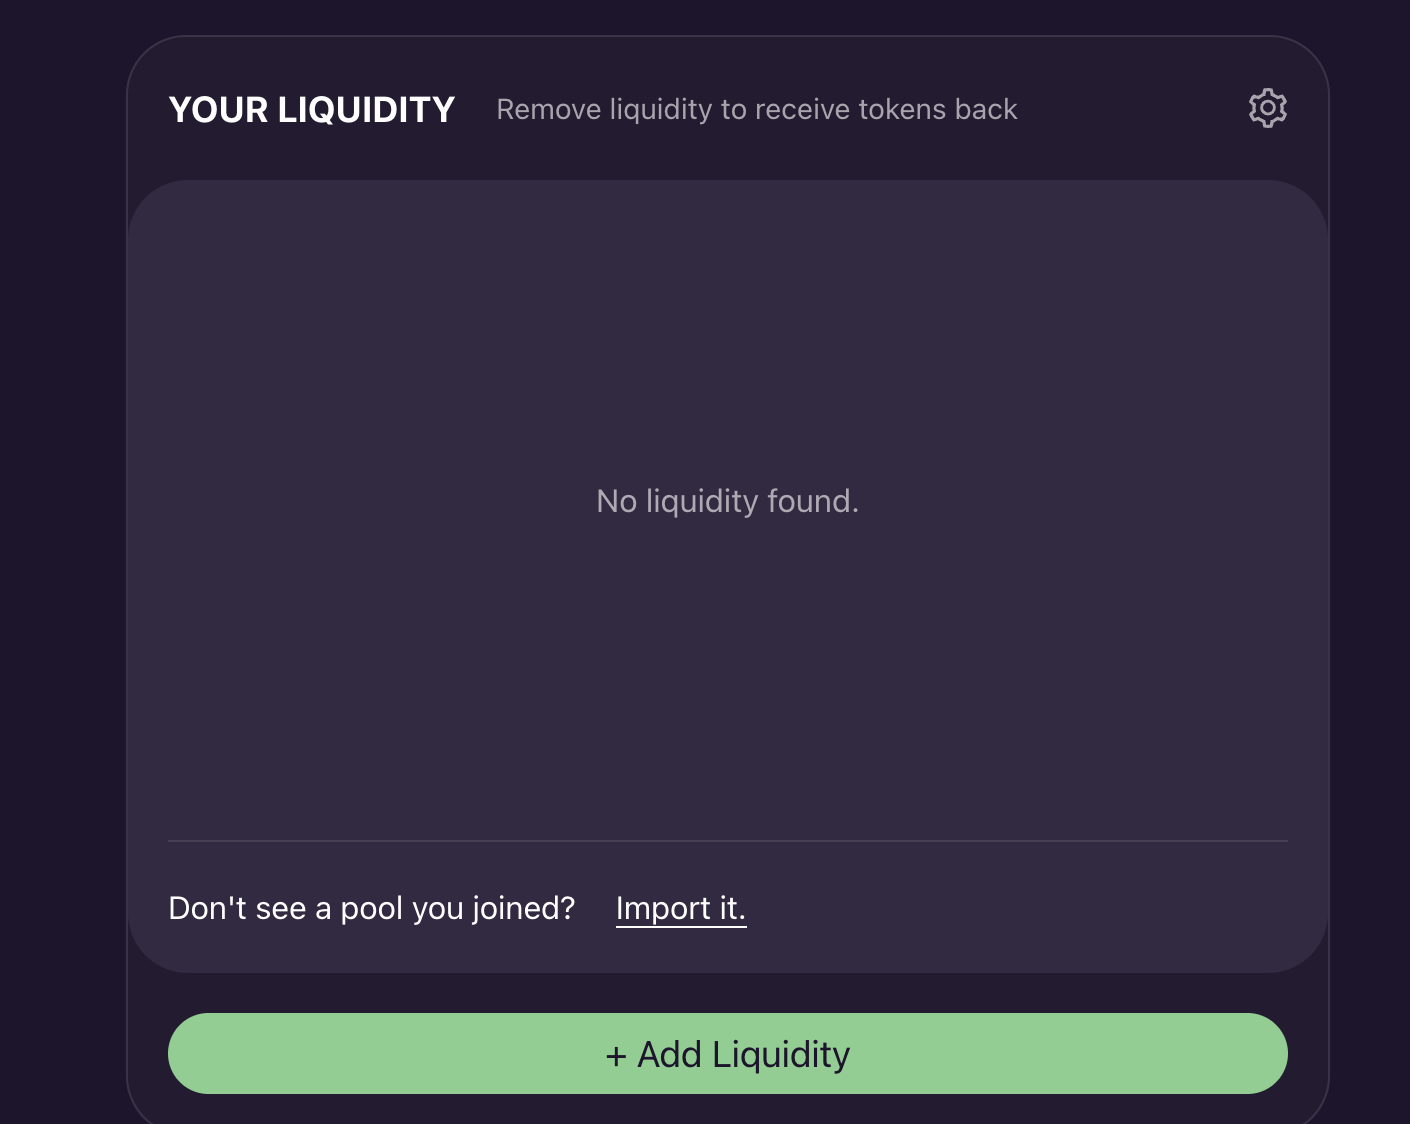 YOUR LIQUIDITY Remove liquidity to receive tokens back
No liquidity found.
Don't see a pool you joined? Import it.
+ Add Liquidity